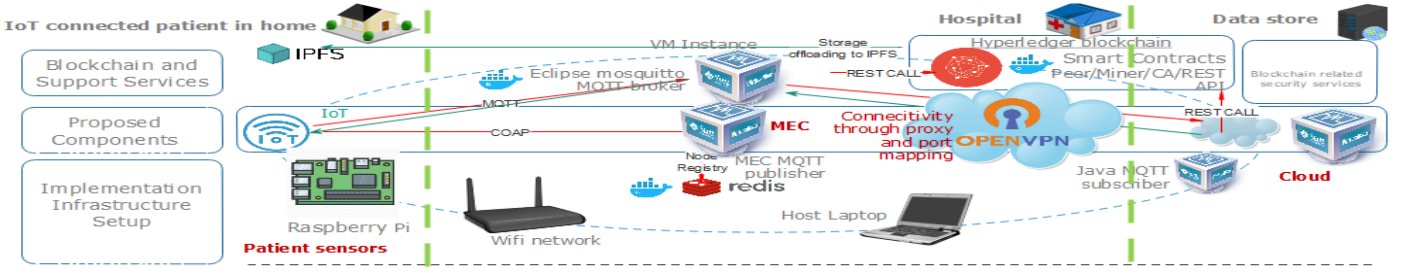 IoT connected patient in home
Hospital
Data store
Blockchain and
Support Services
IPFS
VM Instance
Storage
offloading to IPFS
Hyperledger blockchain
Smart Contracts
Peer/Miner/CA/REST
API
REST CALL
Blockchain related
security services
Eclipse mosquitto
MQTT broker
MQTT
Proposed
Components
IoT
IoT
COAP
MEC
Connecitivity
through proxy
and port
mapping
OPENVPN
REST CALL
Cloud
Implementation
Infrastructure
Setup
Raspberry Pi
Patient sensors
Wifi network
Node
Registry
redis
MEC MQTT
publisher
Host Laptop
Java MQTT
subscriber